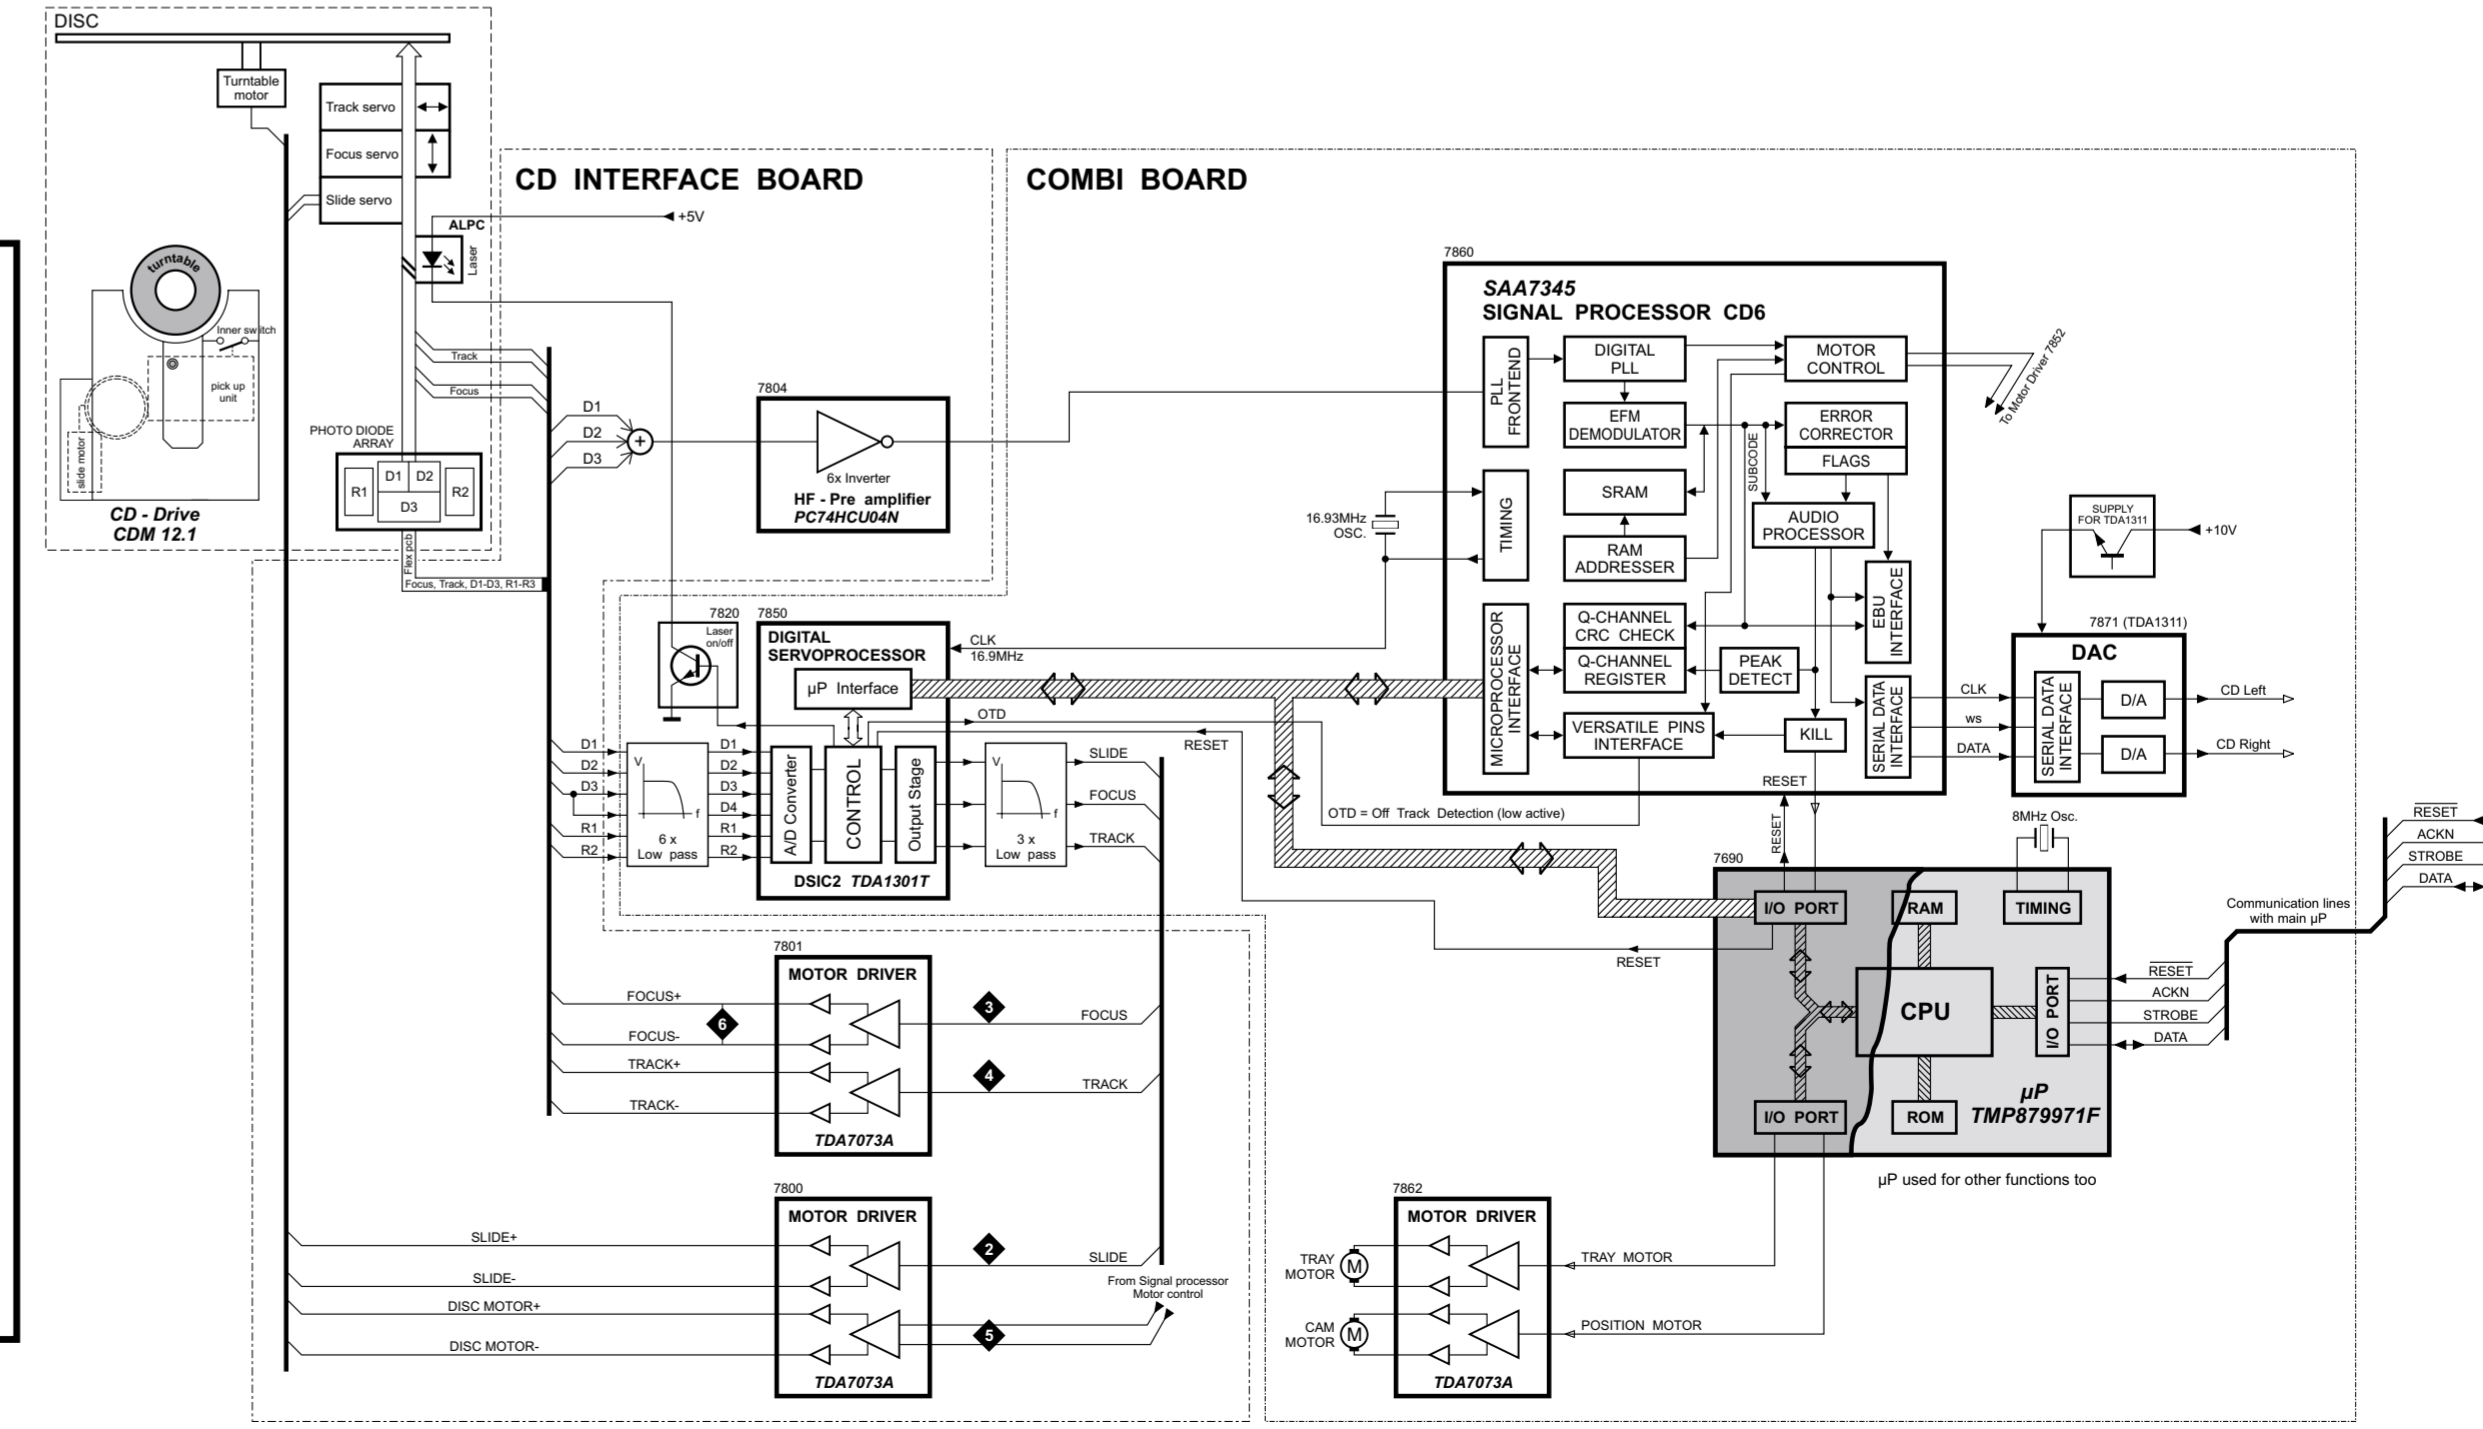 DISC
Turntable
motor
Track servo
Focus servo
Slide servo
ALPC
Laser
+5V
turntable
Inner switch
pick up
unit
slide motor
CD - Drive
CDM 12.1
PHOTO DIODE
ARRAY
R1
D1
D2
R2
D3
Flex pcb
Focus, Track, D1-D3, R1-R3
Track
Focus
CD INTERFACE BOARD
D1
D2
D3
+
7804
6x Inverter
HF - Pre amplifier
PC74HCU04N
COMBI BOARD
7860
SAA7345
SIGNAL PROCESSOR CD6
PLL
FRONTEND
DIGITAL
PLL
MOTOR
CONTROL
To Motor Driver 7852
EFM
DEMODULATOR
SUBCODE
ERROR
CORRECTOR
FLAGS
16.93MHz
OSC.
TIMING
SRAM
AUDIO
PROCESSOR
RAM
ADDRESSER
MICROPROCESSOR
INTERFACE
Q-CHANNEL
CRC CHECK
Q-CHANNEL
REGISTER
PEAK
DETECT
EBU
INTERFACE
VERSATILE PINS
INTERFACE
KILL
SERIAL DATA
INTERFACE
RESET
SUPPLY
FOR TDA1311
+10V
7871 (TDA1311)
DAC
CLK
ws
DATA
SERIAL DATA
INTERFACE
D/A
D/A
CD Left
CD Right
7820
Laser
on/off
7850
DIGITAL
SERVOPROCESSOR
µP Interface
CLK
16.9MHz
OTD
RESET
D1
D2
D3
R1
R2
V
f
6 x
Low pass
D1
D2
D3
D4
R1
R2
A/D Converter
CONTROL
Output Stage
DSIC2 TDA1301T
V
f
3 x
Low pass
SLIDE
FOCUS
TRACK
OTD = Off Track Detection (low active)
RESET
RESET
8MHz Osc.
7690
I/O PORT
RAM
TIMING
CPU
I/O PORT
I/O PORT
ROM
µP
TMP879971F
µP used for other functions too
RESET
ACKN
STROBE
DATA
Communication lines
with main µP
RESET
ACKN
STROBE
DATA
7801
MOTOR DRIVER
FOCUS+
6
FOCUS-
TRACK+
TRACK-
3
FOCUS
4
TRACK
TDA7073A
7800
MOTOR DRIVER
SLIDE+
SLIDE-
DISC MOTOR+
DISC MOTOR-
2
SLIDE
From Signal processor
Motor control
5
TDA7073A
7862
MOTOR DRIVER
TRAY
MOTOR
M
CAM
MOTOR
M
TRAY MOTOR
POSITION MOTOR
TDA7073A